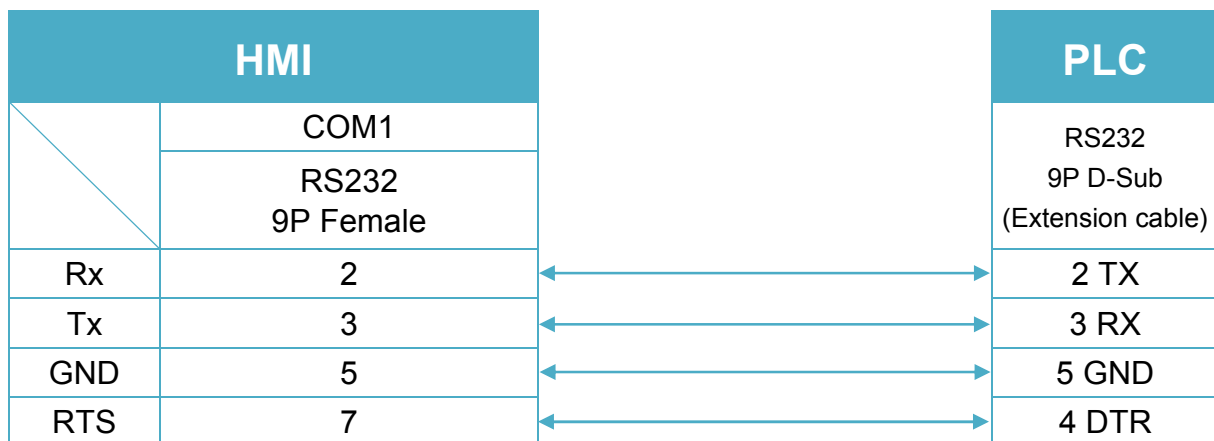 HMI PLC
COM1
RS232
9P Female
RS232
9P D-Sub
(Extension cable)
Rx 2 2 TX
Tx 3 3 RX
GND 5 5 GND
RTS 7 4 DTR